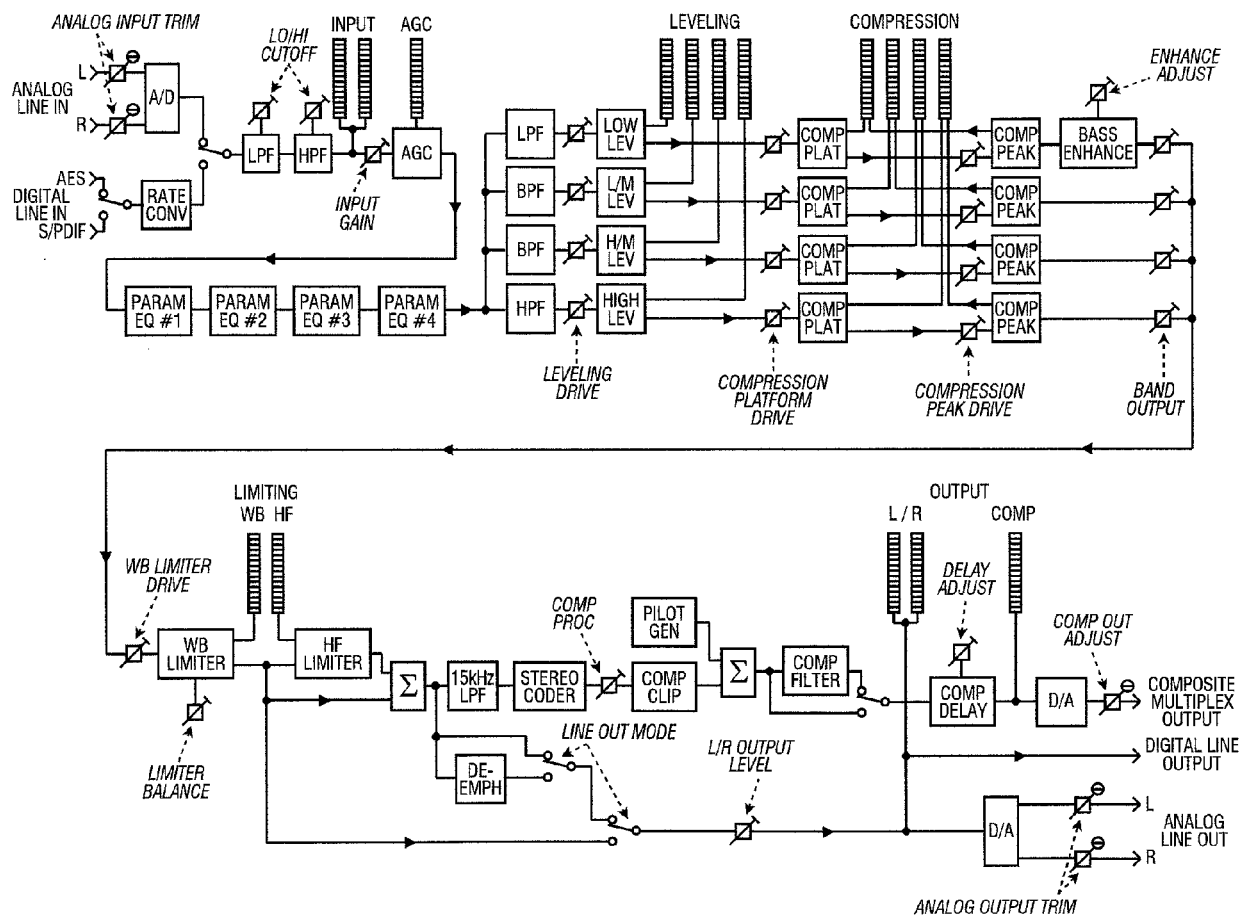 ANALOG INPUT TRIM
LO/HI
CUTOFF
INPUT
AGC
LEVELING
COMPRESSION
ENHANCE
ADJUST
L
ANALOG
LINE IN
R
A/D
LPF
HPF
AGC
INPUT
GAIN
AES
DIGITAL
LINE IN
S/PDIF
RATE
CONV
LPF
LOW
LEV
COMP
PLAT
COMP
PEAK
BASS
ENHANCE
BPF
L/M
LEV
COMP
PLAT
COMP
PEAK
BPF
H/M
LEV
COMP
PLAT
COMP
PEAK
PARAM
EQ #1
PARAM
EQ #2
PARAM
EQ #3
PARAM
EQ #4
HPF
HIGH
LEV
COMP
PLAT
COMP
PEAK
LEVELING
DRIVE
COMPRESSION
PLATFORM
DRIVE
COMPRESSION
PEAK DRIVE
BAND
OUTPUT
LIMITING
WB HF
OUTPUT
L / R
COMP
WB LIMITER
DRIVE
COMP
PROC
PILOT
GEN
DELAY
ADJUST
COMP OUT
ADJUST
WB
LIMITER
HF
LIMITER
Σ
15kHz
LPF
STEREO
CODER
COMP
CLIP
Σ
COMP
FILTER
COMP
DELAY
D/A
COMPOSITE
MULTIPLEX
OUTPUT
LIMITER
BALANCE
DE-
EMPH
LINE OUT MODE
L/R OUTPUT
LEVEL
DIGITAL LINE
OUTPUT
D/A
L
ANALOG
LINE OUT
R
ANALOG OUTPUT TRIM